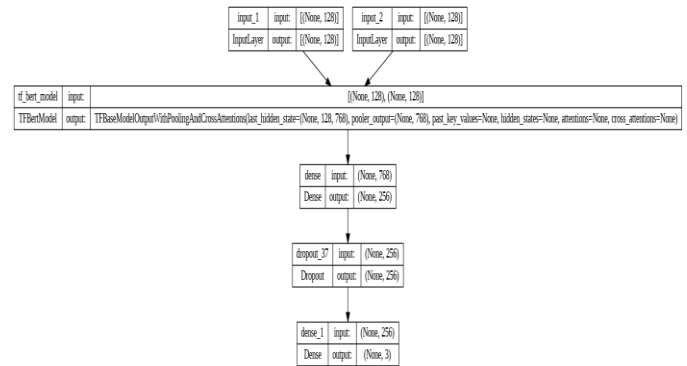 input_1 input: [(None, 128)] input_2 input: [(None, 128)]
InputLayer output: [(None, 128)] InputLayer output: [(None, 128)]
tf_bert_model input: [(None, 128), (None, 128)]
TFBertModel output: TFBaseModelOutputWithPoolingAndCrossAttentions(last_hidden_state=(None, 128, 768), pooler_output=(None, 768), past_key_values=None, hidden_states=None, attentions=None, cross_attentions=None)
dense input: (None, 768)
Dense output: (None, 256)
dropout_37 input: (None, 256)
Dropout output: (None, 256)
dense_1 input: (None, 256)
Dense output: (None, 3)